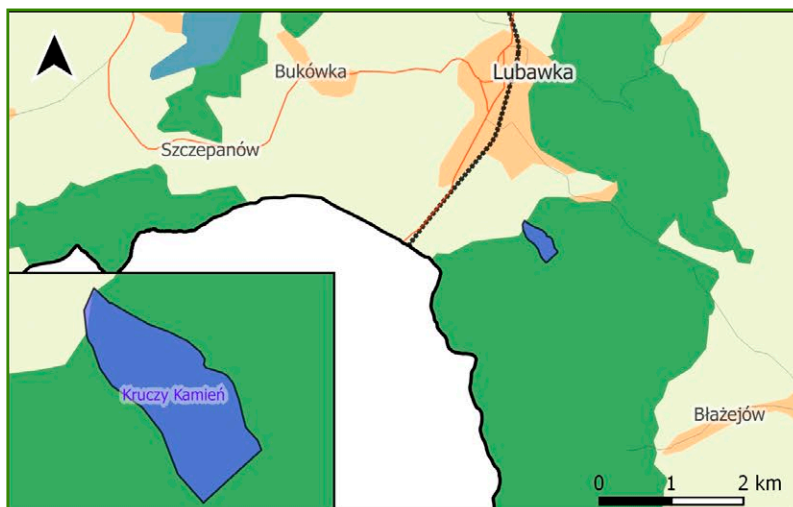 Bukówka
Lubawka
Szczepanów
Kruczy Kamień
Błażejów
0 1 2 km